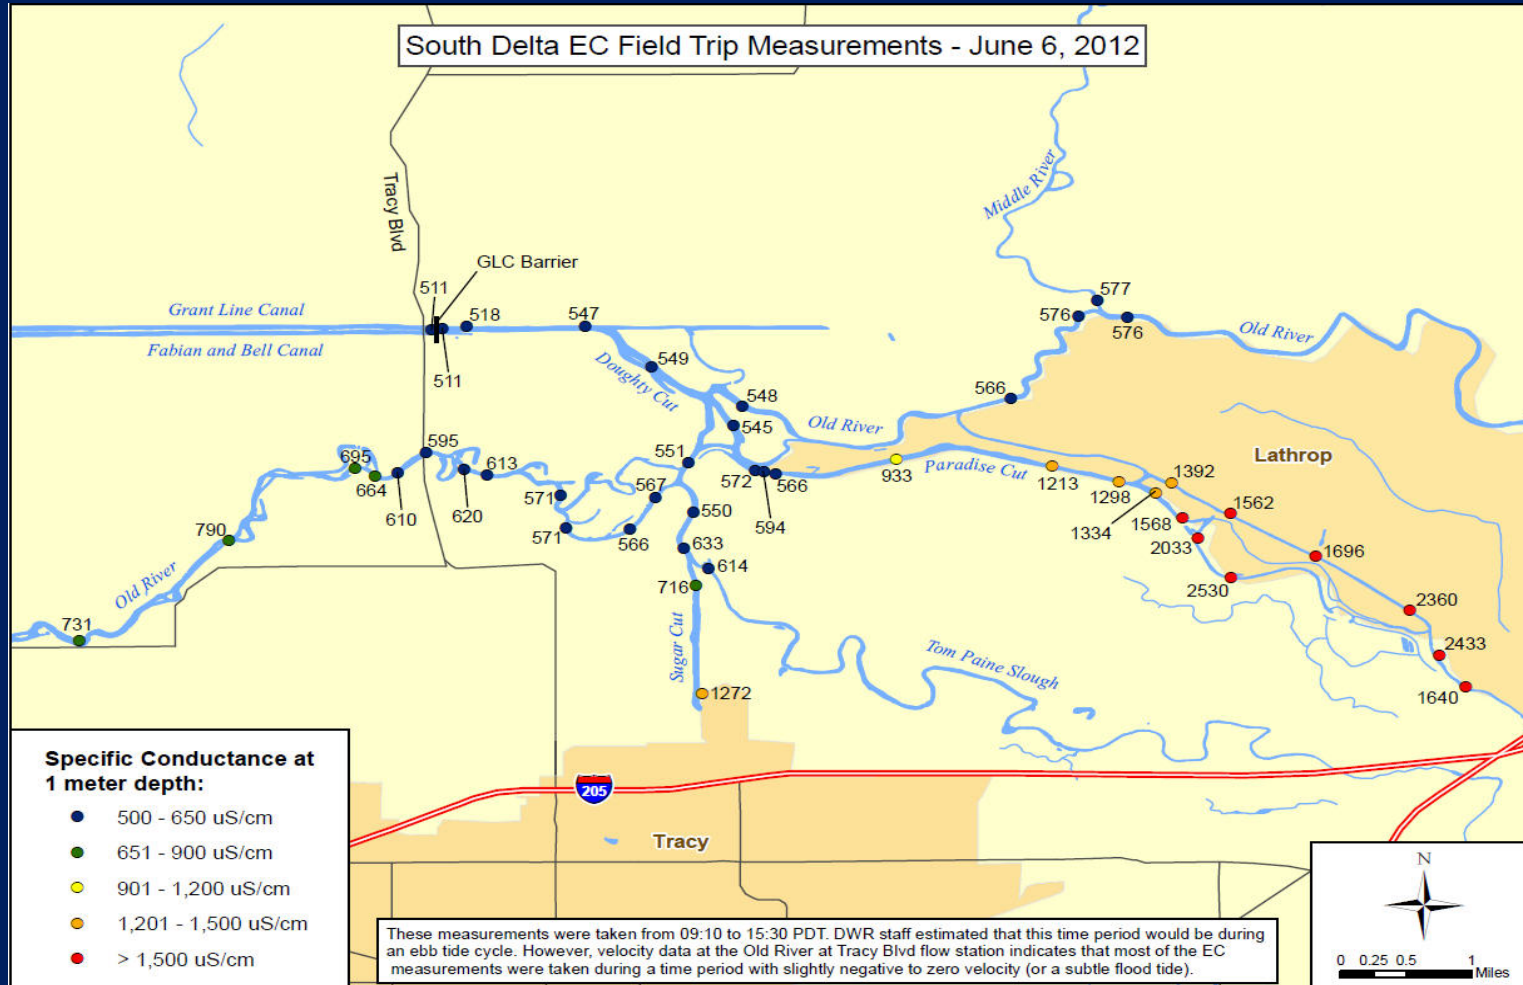 South Delta EC Field Trip Measurements - June 6, 2012
Middle River
Tracy Blvd
GLC Barrier
511
518
547
Grant Line Canal
Fabian and Bell Canal
511
577
576
576
Old River
549
Doughty Cut
548
566
545
Old River
Lathrop
595
551
695
664
613
572
566
594
933
Paradise Cut
1213
1298
1392
1334
1562
610
620
571
567
550
790
571
566
633
614
1568
2033
1696
2530
Old River
716
731
Sugar Cut
2360
2433
Tom Paine Slough
1272
1640
205
Tracy
Specific Conductance at
1 meter depth:
500 - 650 uS/cm
651 - 900 uS/cm
901 - 1,200 uS/cm
1,201 - 1,500 uS/cm
> 1,500 uS/cm
These measurements were taken from 09:10 to 15:30 PDT. DWR staff estimated that this time period would be during
an ebb tide cycle. However, velocity data at the Old River at Tracy Blvd flow station indicates that most of the EC
measurements were taken during a time period with slightly negative to zero velocity (or a subtle flood tide).
N
0 0.25 0.5 1
Miles